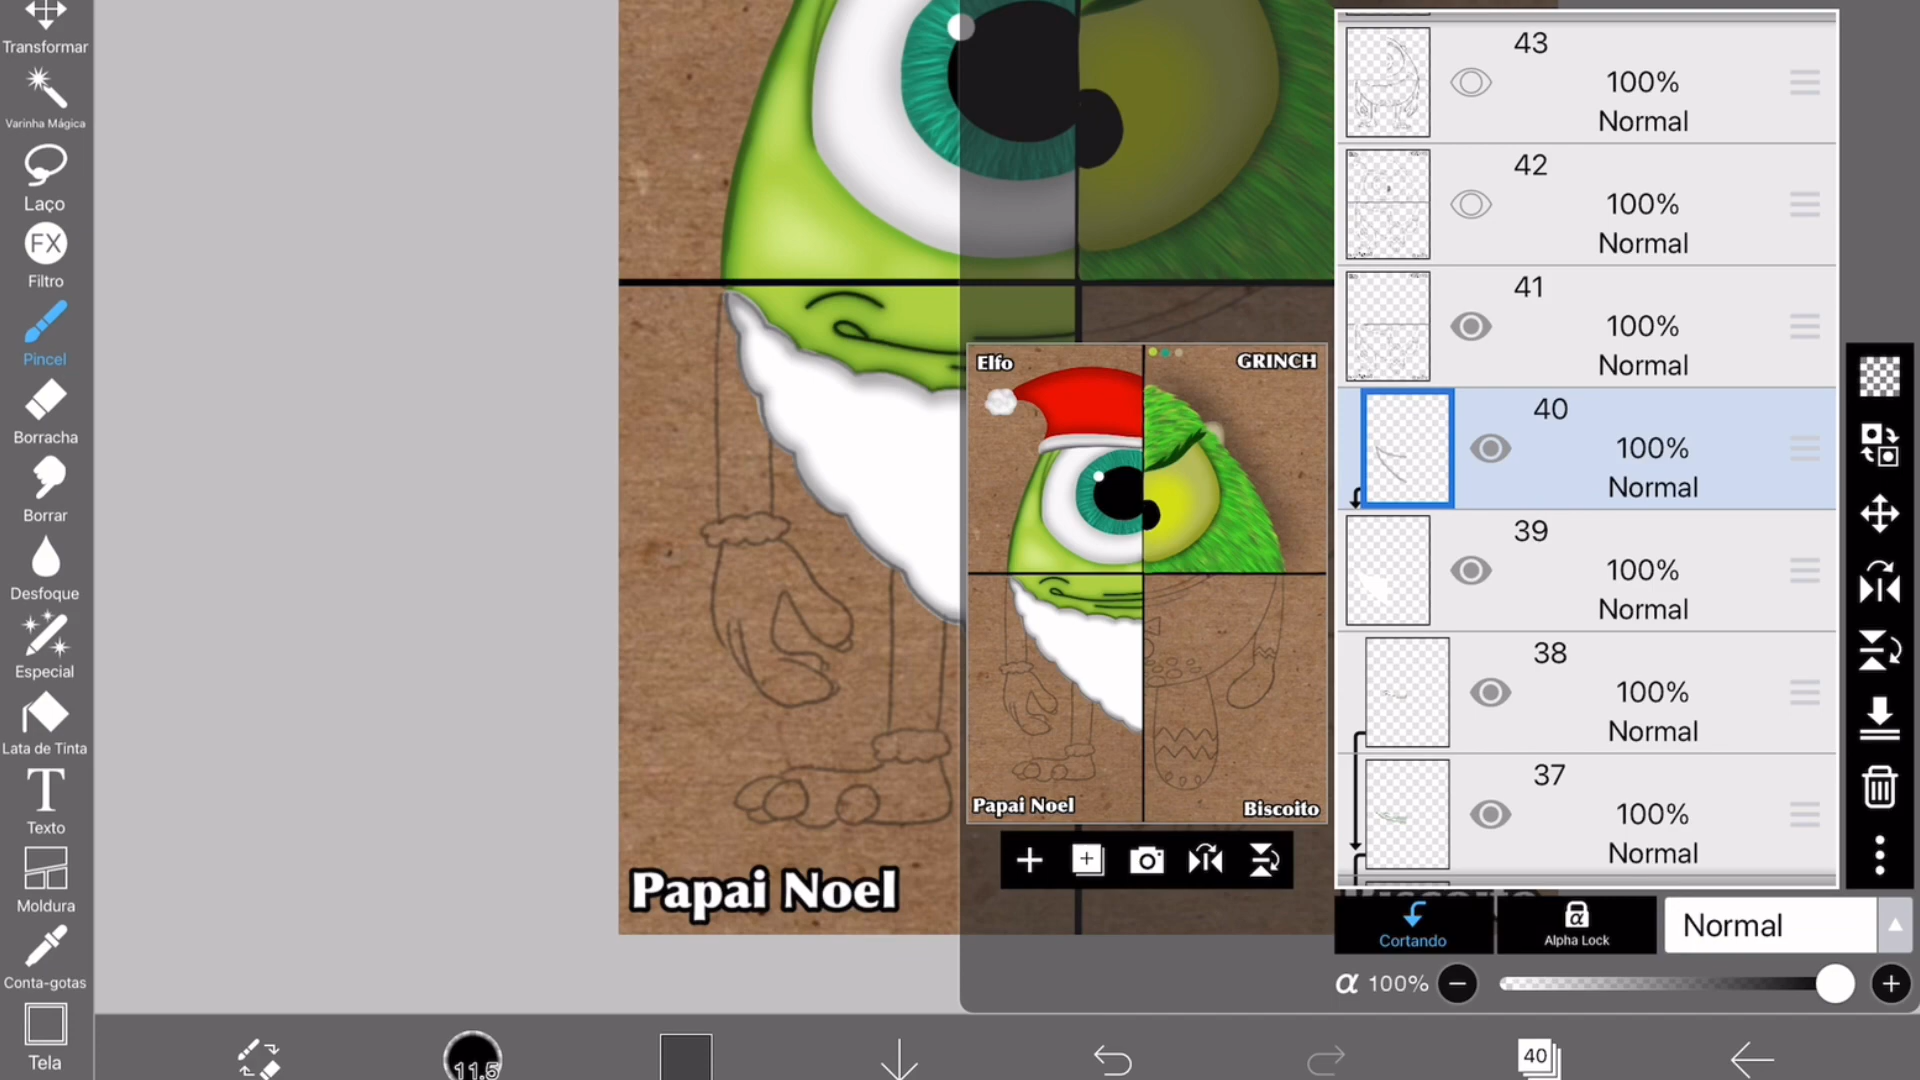 Transformar
Varinha Mágica
Laço
FX
Filtro
Pincel
Borracha
Borrar
Desfoque
Especial
Lata de Tinta
T
Texto
Moldura
Conta-gotas
Tela
Papai Noel
Elfo
GRINCH
Papai Noel
Biscoito
43
100%
Normal
42
100%
Normal
41
100%
Normal
40
100%
Normal
39
100%
Normal
38
100%
Normal
37
100%
Normal
Cortando
α
Alpha Lock
Normal
α 100%
11.5
40